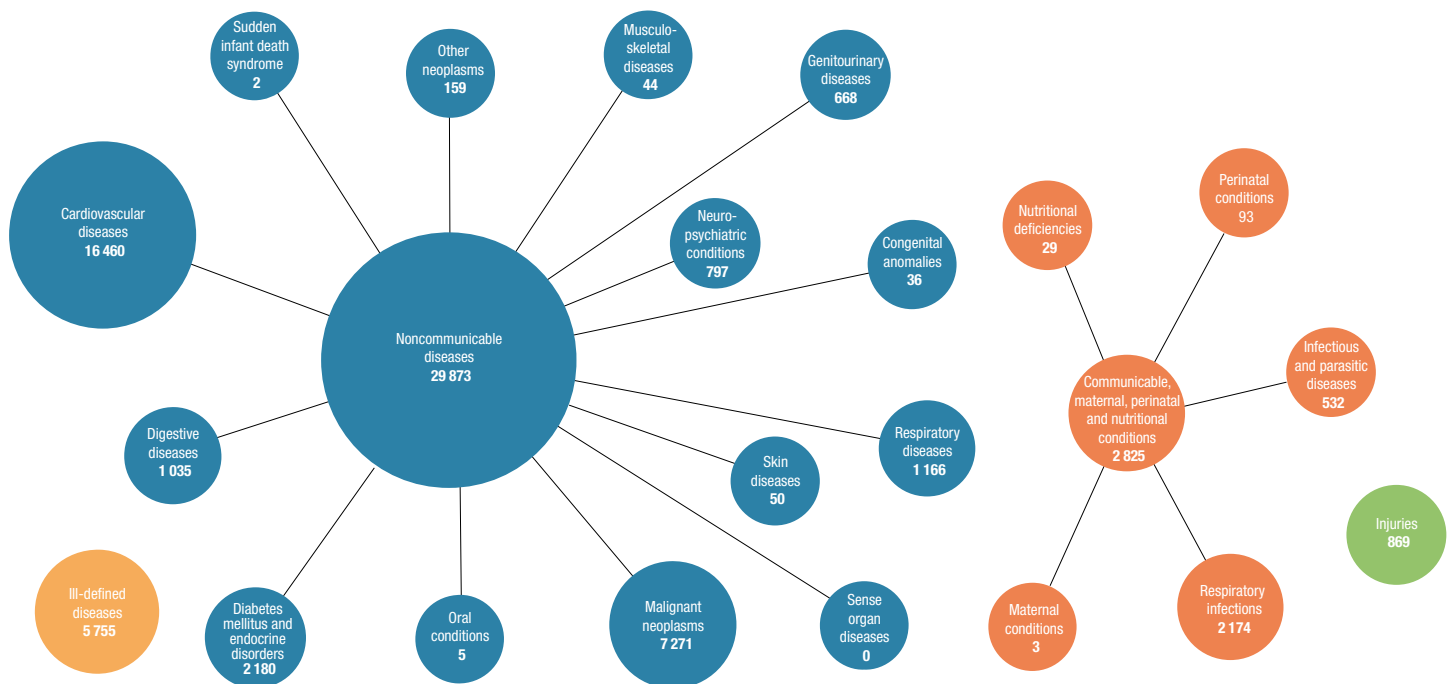 Sudden
infant death
syndrome
2
Other
neoplasms
159
Musculo-
skeletal
diseases
44
Genitourinary
diseases
668
Cardiovascular
diseases
16 460
Neuro-
psychiatric
conditions
797
Congenital
anomalies
36
Noncommunicable
diseases
29 873
Digestive
diseases
1 035
Respiratory
diseases
1 166
Skin
diseases
50
Ill-defined
diseases
5 755
Diabetes
mellitus and
endocrine
disorders
2 180
Oral
conditions
5
Malignant
neoplasms
7 271
Sense
organ
diseases
0
Nutritional
deficiencies
29
Perinatal
conditions
93
Infectious
and parasitic
diseases
532
Communicable,
maternal, perinatal
and nutritional
conditions
2 825
Injuries
869
Maternal
conditions
3
Respiratory
infections
2 174